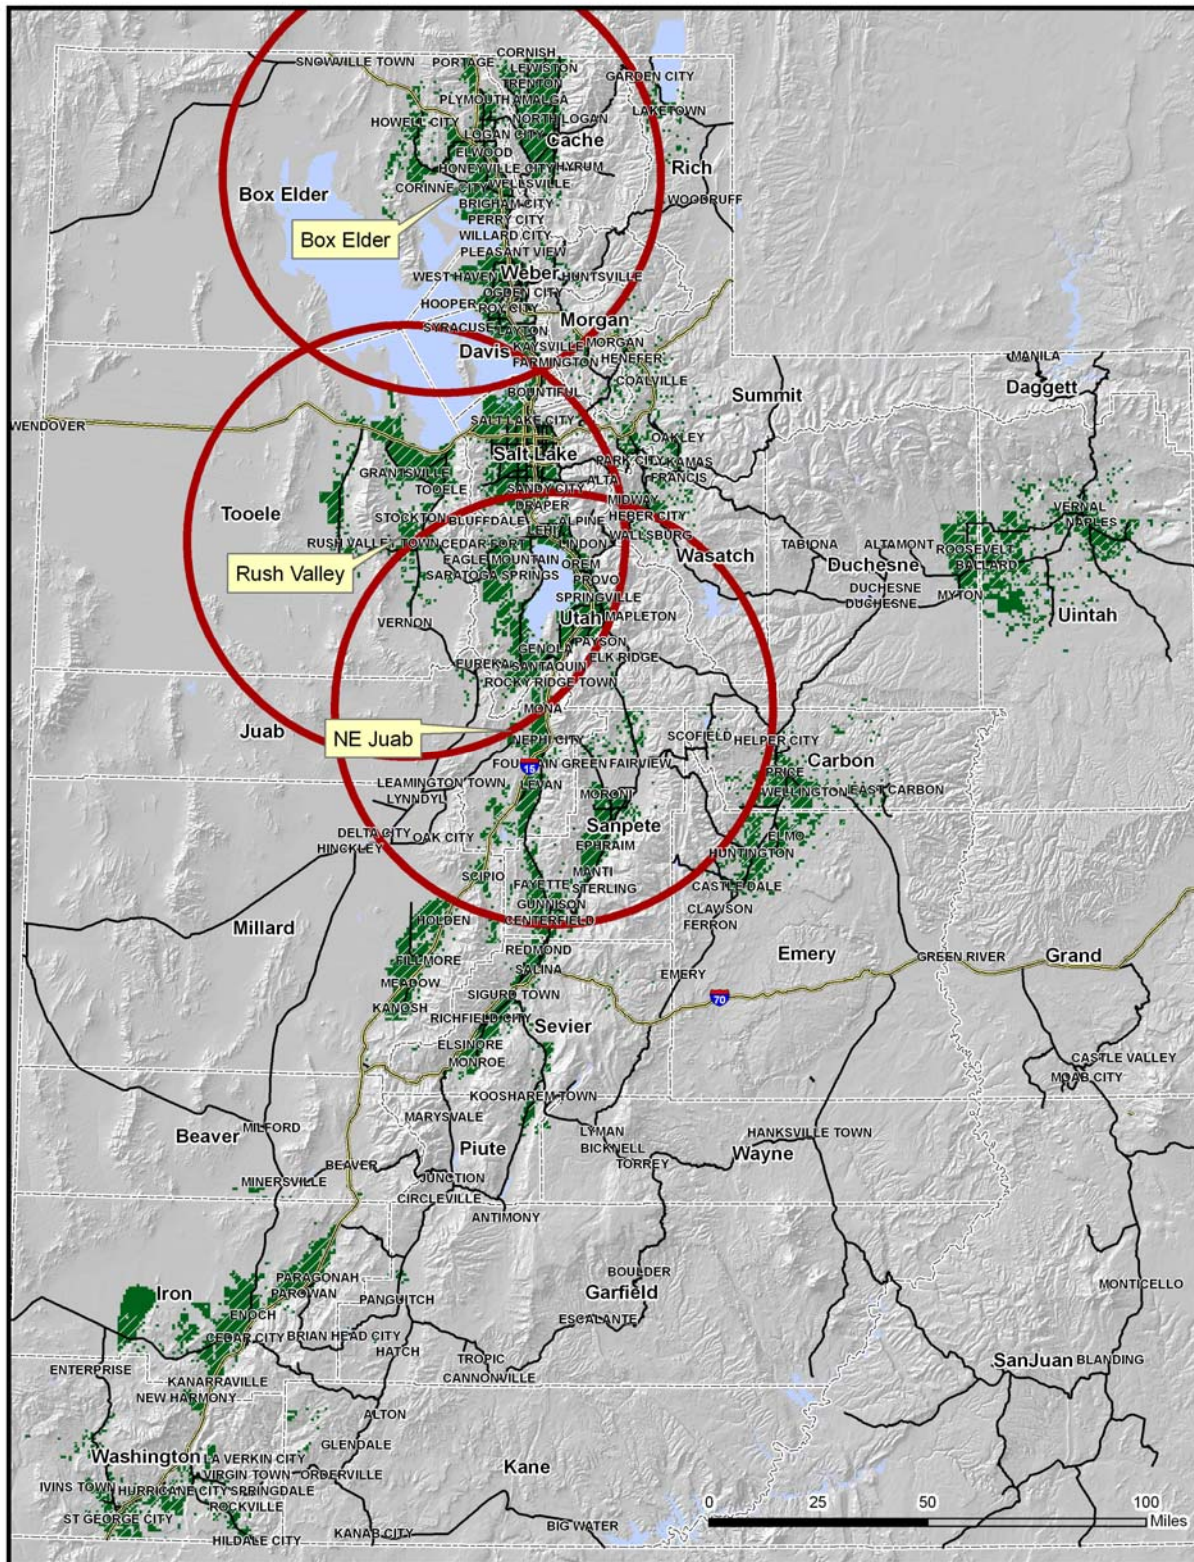 CORNISH
SNOWVILLE TOWN
PORTAGE
LEWISTON
GARDEN CITY
TRENTON
PLYMOUTH
AMALGA
LAKETOWN
HOWELL CITY
NORTH LOGAN
LOGAN CITY
Cache
ELWOOD
HONEYVILLE CITY
HYRUM
Rich
CORINNE CITY
WELLSVILLE
Box Elder
WOODRUFF
BRIGHAM CITY
PERRY CITY
Box Elder
WILLARD CITY
PLEASANT VIEW
WEST HAVEN
Weber
HUNTSVILLE
OGDEN CITY
HOOPER
ROY CITY
Morgan
SYRACUSE
LAYTON
KAYSVILLE
MORGAN
Davis
HENEFER
FARMINGTON
MANILA
COALVILLE
Daggett
BOUNTIFUL
Summit
SALT LAKE CITY
WENDOVER
OAKLEY
Salt Lake
PARK CITY
KAMAS
GRANTSVILLE
ALTA
FRANCIS
TOOELE
SANDY CITY
MIDWAY
DRAPER
VERNAL
Tooele
STOCKTON
BLUFFDALE
ALPINE
HEBER CITY
NAPLES
LEHI
WALLSBURG
RUSH VALLEY TOWN
CEDAR FORT
LINDON
TABIONA
ALTAMONT
ROOSEVELT
Wasatch
EAGLE MOUNTAIN
OREM
Duchesne
BALLARD
Rush Valley
SARATOGA SPRINGS
PROVO
DUCHESNE
MYTON
SPRINGVILLE
DUCHESNE
Utah
MAPLETON
Uintah
VERNON
PAYSON
GENOLA
ELK RIDGE
EUREKA
SANTAQUIN
ROCKY RIDGE TOWN
MONA
Juab
NE Juab
NEPHI CITY
SCOFIELD
HELPER CITY
FOUNTAIN GREEN
FAIRVIEW
Carbon
15
PRICE
LEAMINGTON TOWN
LEVAN
WELLINGTON
EAST CARBON
LYNNDYL
MORONI
Sanpete
DELTA CITY
OAK CITY
ELMO
HINCKLEY
EPHRAIM
HUNTINGTON
MANTI
SCIPIO
FAYETTE
STERLING
CASTLE DALE
GUNNISON
CLAWSON
HOLDEN
CENTERFIELD
FERRON
Millard
REDMOND
Emery
GREEN RIVER
Grand
FILLMORE
SALINA
EMERY
MEADOW
SIGURD TOWN
70
KANOSH
RICHFIELD CITY
Sevier
ELSINORE
CASTLE VALLEY
MONROE
MOAB CITY
KOOSHAREM TOWN
MARYSVALE
Beaver
MILFORD
LYMAN
HANKSVILLE TOWN
Piute
BICKNELL
Wayne
BEAVER
TORREY
MINERSVILLE
JUNCTION
CIRCLEVILLE
ANTIMONY
PARAGONAH
BOULDER
MONTICELLO
Iron
PAROWAN
PANGUITCH
Garfield
ENOCH
ESCALANTE
CEDAR CITY
BRIAN HEAD CITY
HATCH
TROPIC
SanJuan
BLANDING
ENTERPRISE
CANNONVILLE
KANARRAVILLE
NEW HARMONY
ALTON
GLENDALE
Washington
LA VERKIN CITY
Kane
VIRGIN TOWN
ORDERVILLE
IVINS TOWN
HURRICANE CITY
SPRINGDALE
ROCKVILLE
0 25 50 100
ST GEORGE CITY
Miles
BIG WATER
KANAB CITY
HILDALE CITY